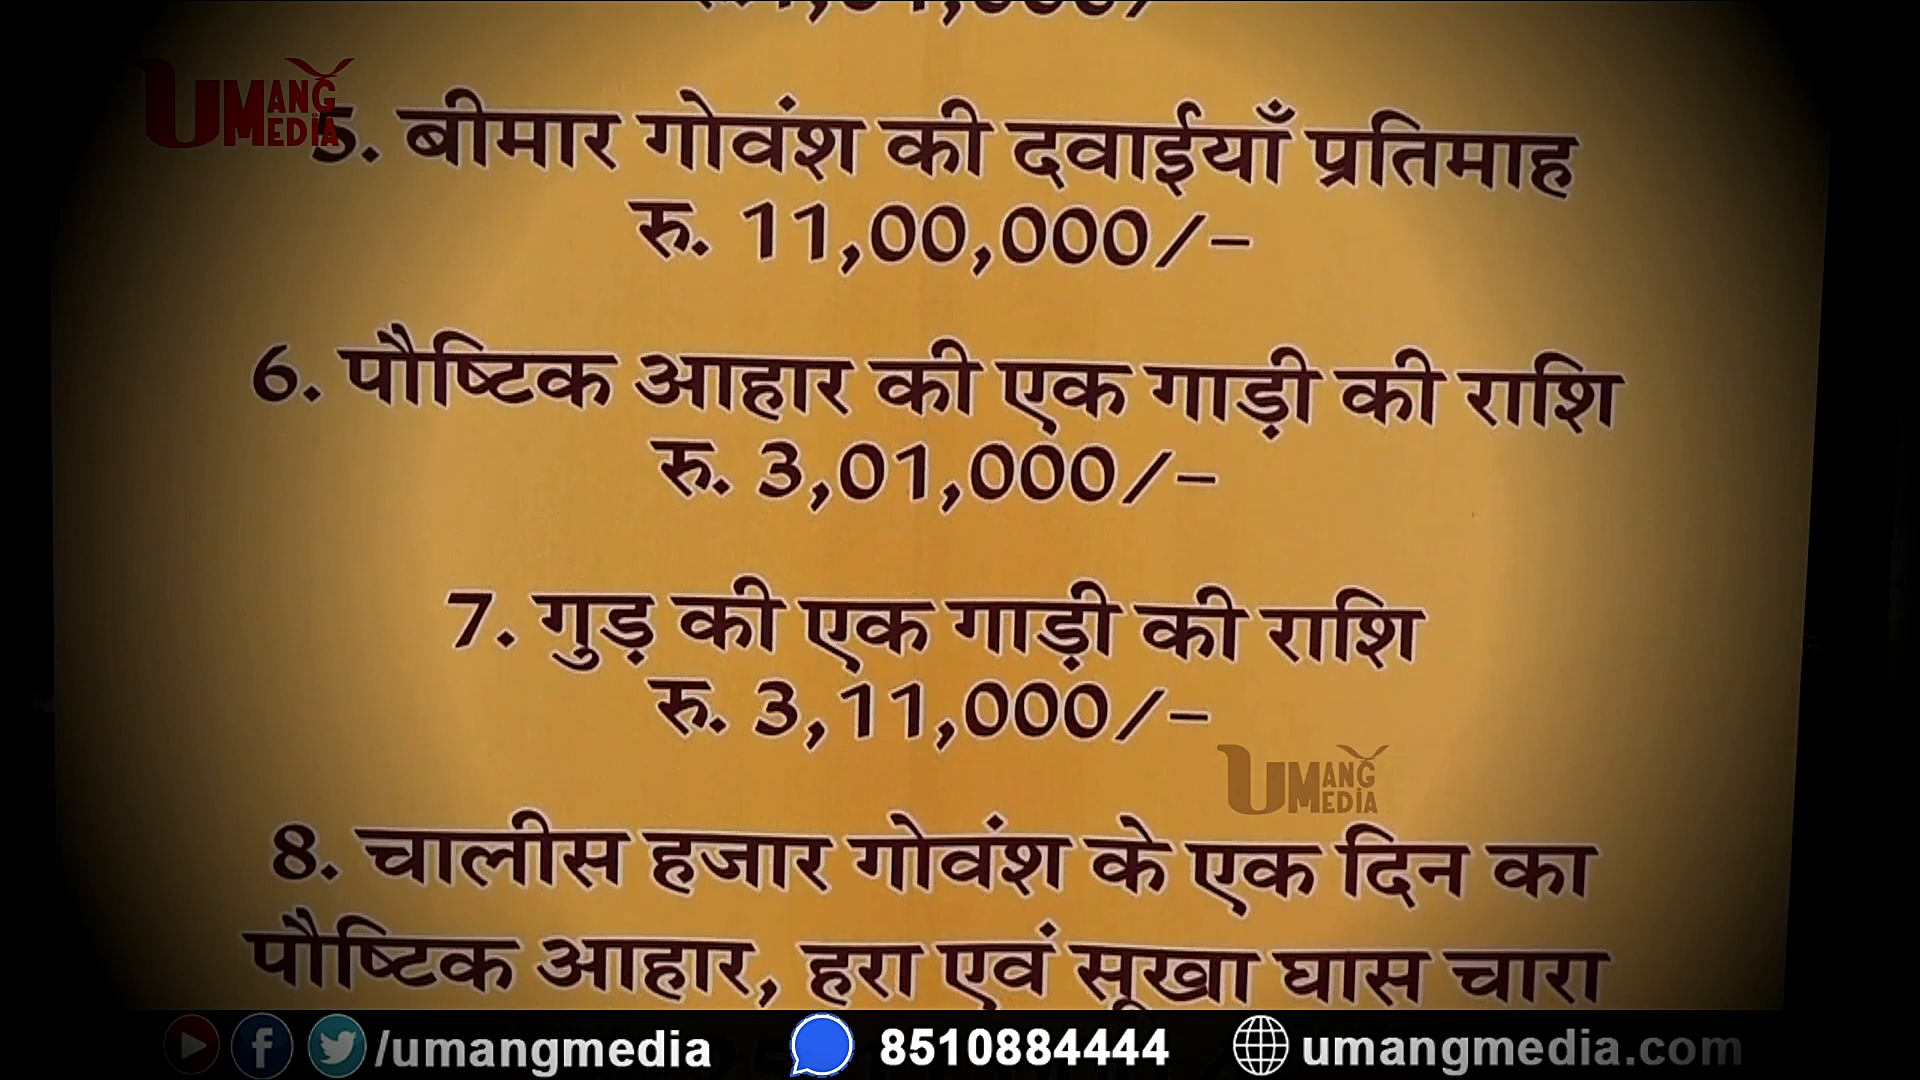 UMANG MEDIA
5. बीमार गोवंश की दवाईयाँ प्रतिमाह
रु. 11,00,000/-
6. पौष्टिक आहार की एक गाड़ी की राशि
रु. 3,01,000/-
7. गुड़ की एक गाड़ी की राशि
रु. 3,11,000/-
UMANG MEDIA
8. चालीस हजार गोवंश के एक दिन का
पौष्टिक आहार, हरा एवं सूखा घास चारा
/umangmedia 8510884444 umangmedia.com